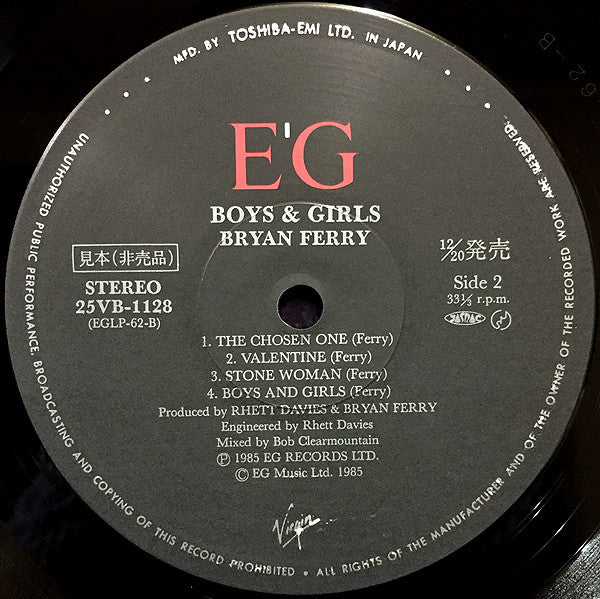 MFD. BY TOSHIBA-EMI LTD. IN JAPAN
E'G
BOYS & GIRLS
BRYAN FERRY
見本(非売品)
STEREO
25VB-1128
(EGLP-62-B)
12/20発売
Side 2
33⅓ r.p.m.
JASRAC
1. THE CHOSEN ONE (Ferry)
2. VALENTINE (Ferry)
3. STONE WOMAN (Ferry)
4. BOYS AND GIRLS (Ferry)
Produced by RHETT DAVIES & BRYAN FERRY
Engineered by Rhett Davies
Mixed by Bob Clearmountain
℗ 1985 EG RECORDS LTD.
© EG Music Ltd. 1985
Virgin
UNAUTHORIZED PUBLIC PERFORMANCE, BROADCASTING AND COPYING OF THIS RECORD PROHIBITED • ALL RIGHTS OF THE MANUFACTURER AND OF THE OWNER OF THE RECORDED WORK ARE RESERVED.
62-B